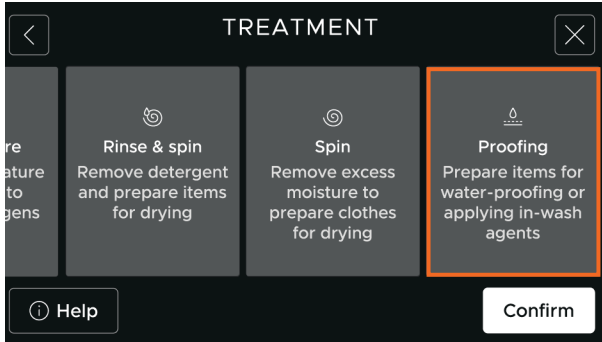 TREATMENT
re
ature
to
gens
Rinse & spin
Remove detergent
and prepare items
for drying
Spin
Remove excess
moisture to
prepare clothes
for drying
Proofing
Prepare items for
water-proofing or
applying in-wash
agents
Help
Confirm